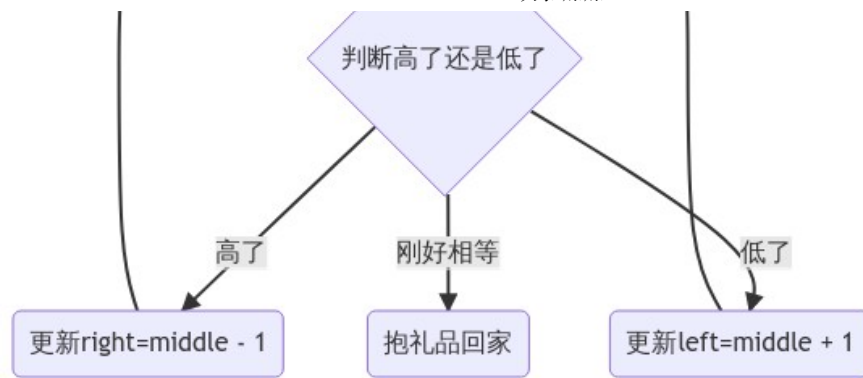 判断高了还是低了
高了
刚好相等
低了
更新right=middle - 1
抱礼品回家
更新left=middle + 1